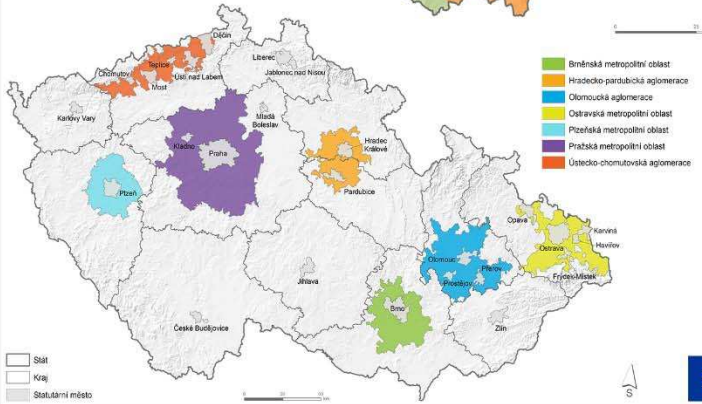 Děčín
Teplice
Chomutov
Ústí nad Labem
Most
Liberec
Jablonec nad Nisou
Karlovy Vary
Mladá
Boleslav
Kladno
Praha
Hradec
Králové
Pardubice
Plzeň
Opava
Karviná
Ostrava
Havířov
Frýdek-Místek
Olomouc
Přerov
Prostějov
Jihlava
Brno
Zlín
České Budějovice
Brněnská metropolitní oblast
Hradecko-pardubická aglomerace
Olomoucká aglomerace
Ostravská metropolitní oblast
Plzeňská metropolitní oblast
Pražská metropolitní oblast
Ústecko-chomutovská aglomerace
Stát
Kraj
Statutární město
S